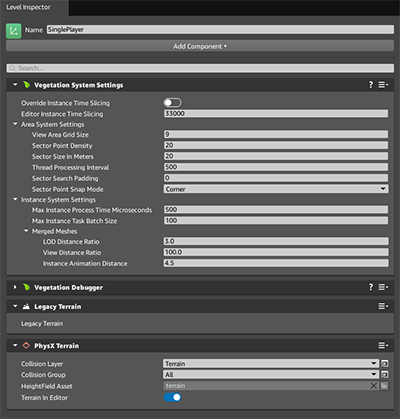 Level Inspector
Name SinglePlayer
Add Component
Search...
Vegetation System Settings ?
Override Instance Time Slicing
Editor Instance Time Slicing 33000
Area System Settings
View Area Grid Size 9
Sector Point Density 20
Sector Size In Meters 20
Thread Processing Interval 500
Sector Search Padding 0
Sector Point Snap Mode Corner
Instance System Settings
Max Instance Process Time Microseconds 500
Max Instance Task Batch Size 100
Merged Meshes
LOD Distance Ratio 3.0
View Distance Ratio 100.0
Instance Animation Distance 4.5
Vegetation Debugger ?
Legacy Terrain
Legacy Terrain
PhysX Terrain
Collision Layer Terrain
Collision Group All
HeightField Asset terrain
Terrain In Editor